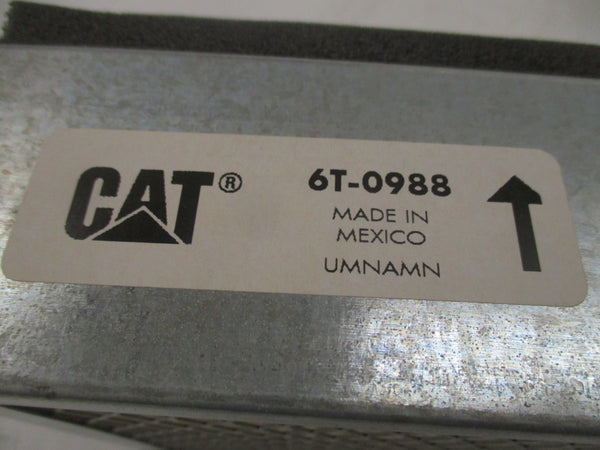 CAT®
6T-0988
MADE IN
MEXICO
UMNAMN